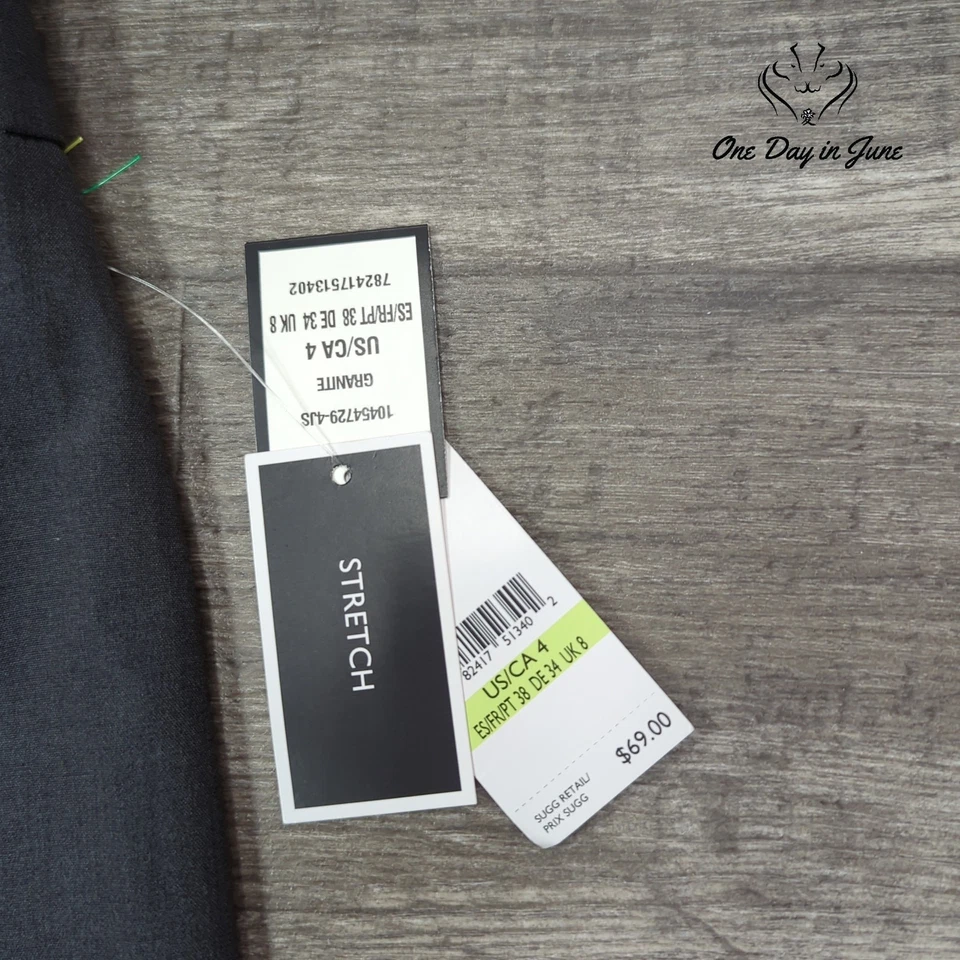 One Day in June
愛
10454729-4JS
GRANITE
US/CA 4
ES/FR/PT 38 DE 34 UK 8
782417513402
STRETCH
82417 51340 2
US/CA 4
ES/FR/PT 38 DE 34 UK 8
$69.00
SUGG RETAIL/
PRIX SUGG